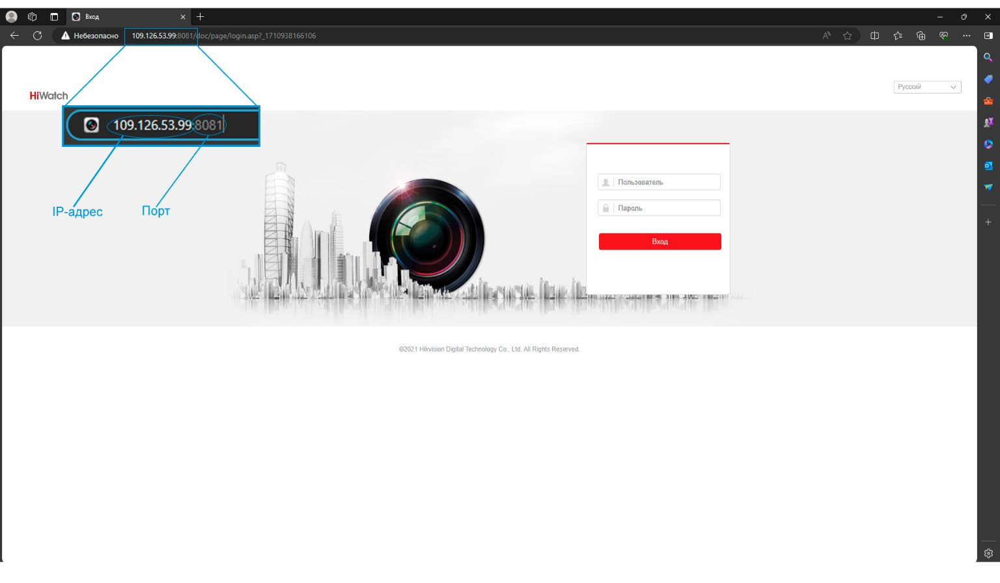 Вход
Небезопасно
109.126.53.99:8081/doc/page/login.asp?_1710938166106
Русский
HiWatch
109.126.53.99:8081
IP-адрес
Порт
Пользователь
Пароль
Вход
©2021 Hikvision Digital Technology Co., Ltd. All Rights Reserved.